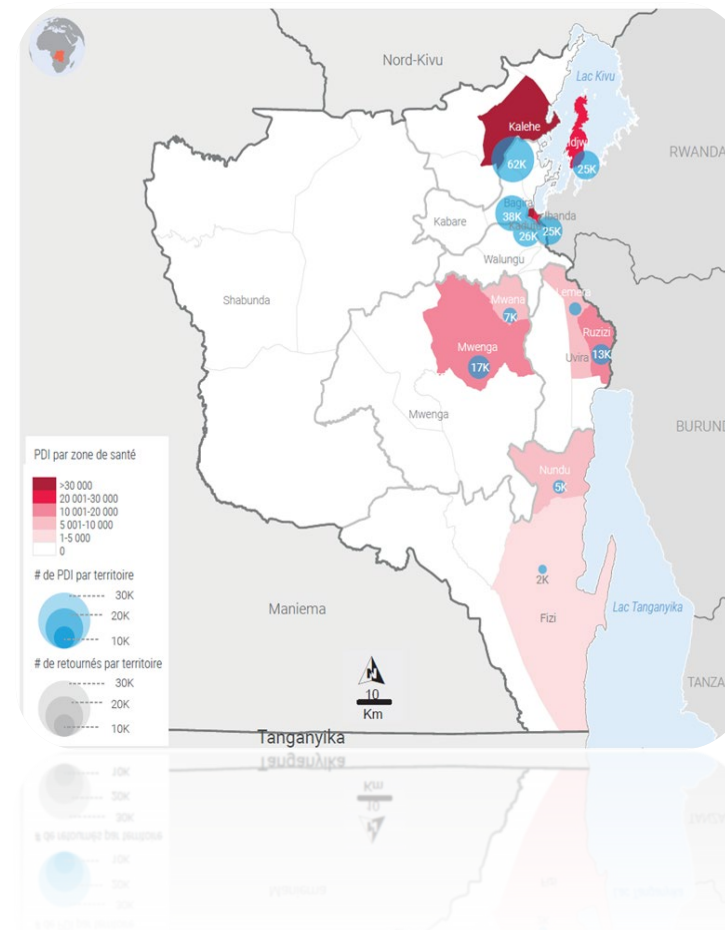 Nord-Kivu
Lac Kivu
Kalehe
RWANDA
62K
25K
38K
26K
25K
Kabare
Walungu
Shabunda
Mwana
7K
Ruzizi
Mwenga
Uvira
13K
17K
Mwenga
BURUND
PDI par zone de santé
>30 000
20 001-30 000
10 001-20 000
5 001-10 000
1-5 000
0
Nundu
5K
# de PDI par territoire
30K
20K
10K
2K
Maniema
Fizi
Lac Tanganyika
# de retournés par territoire
30K
20K
10K
N
10
Km
TANZA
Tanganyika